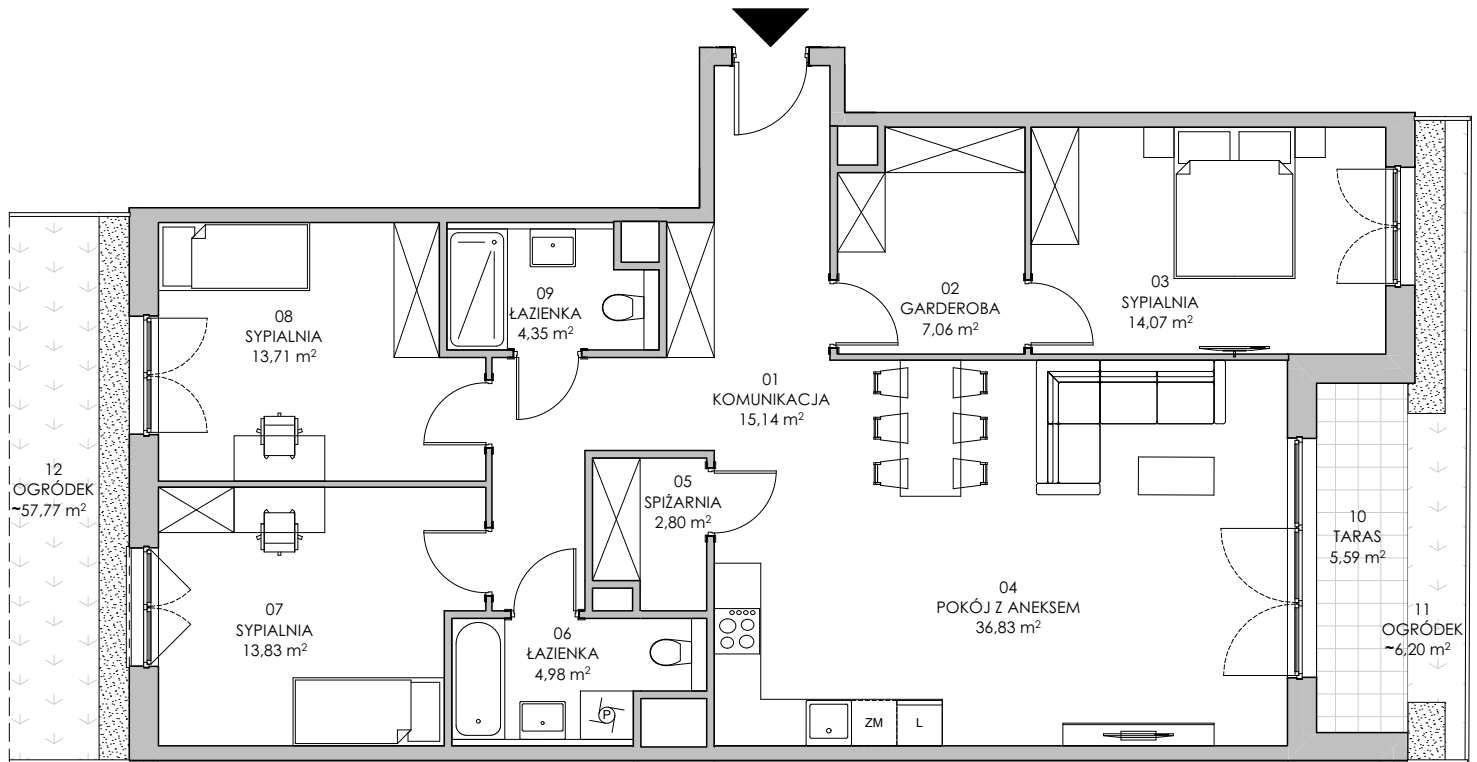 02
GARDEROBA
7,06 m²
03
SYPIALNIA
14,07 m²
09
ŁAZIENKA
4,35 m²
08
SYPIALNIA
13,71 m²
01
KOMUNIKACJA
15,14 m²
12
OGRÓDEK
~57,77 m²
05
SPIŻARNIA
2,80 m²
10
TARAS
5,59 m²
04
POKÓJ Z ANEKSEM
36,83 m²
07
SYPIALNIA
13,83 m²
06
ŁAZIENKA
4,98 m²
11
OGRÓDEK
~6,20 m²
P
ZM
L